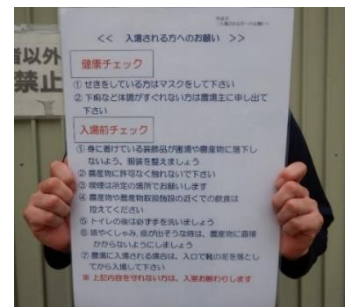 者以外
禁止
<< 入場される方へのお願い >>
健康チェック
① せきをしている方はマスクをして下さい
② 下痢など体調がすぐれない方は農場主に申し出て
下さい
入場前チェック
① 身に着けている装飾品が圃場や農産物に落下し
ないよう、服装を整えましょう
② 農産物に許可なく触れないで下さい
③ 喫煙は所定の場所でお願いします
④ 農産物や農産物取扱施設の近くでの飲食は
控えてください
⑤ トイレの後は必ず手を洗いましょう
⑥ 咳やくしゃみ、痰が出そうな時は、農産物に直接
かからないようにしましょう
⑦ 農場に入場される場合は、入口で靴の泥を落とし
てから入場して下さい
※ 上記内容を守れない方は、入室お断わりします